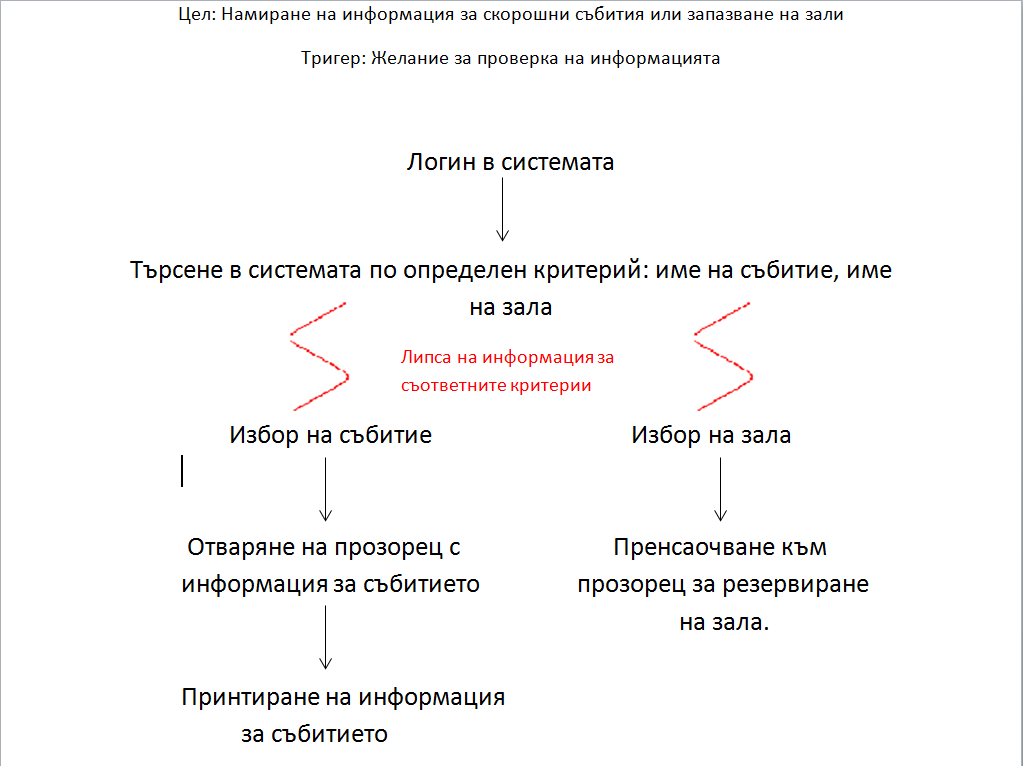 Цел: Намиране на информация за скорошни събития или запазване на зали
Тригер: Желание за проверка на информацията
Логин в системата
Търсене в системата по определен критерий: име на събитие, име
на зала
Липса на информация за
съответните критерии
Избор на събитие
Избор на зала
Отваряне на прозорец с
информация за събитието
Пренсаочване към
прозорец за резервиране
на зала.
Принтиране на информация
за събитието